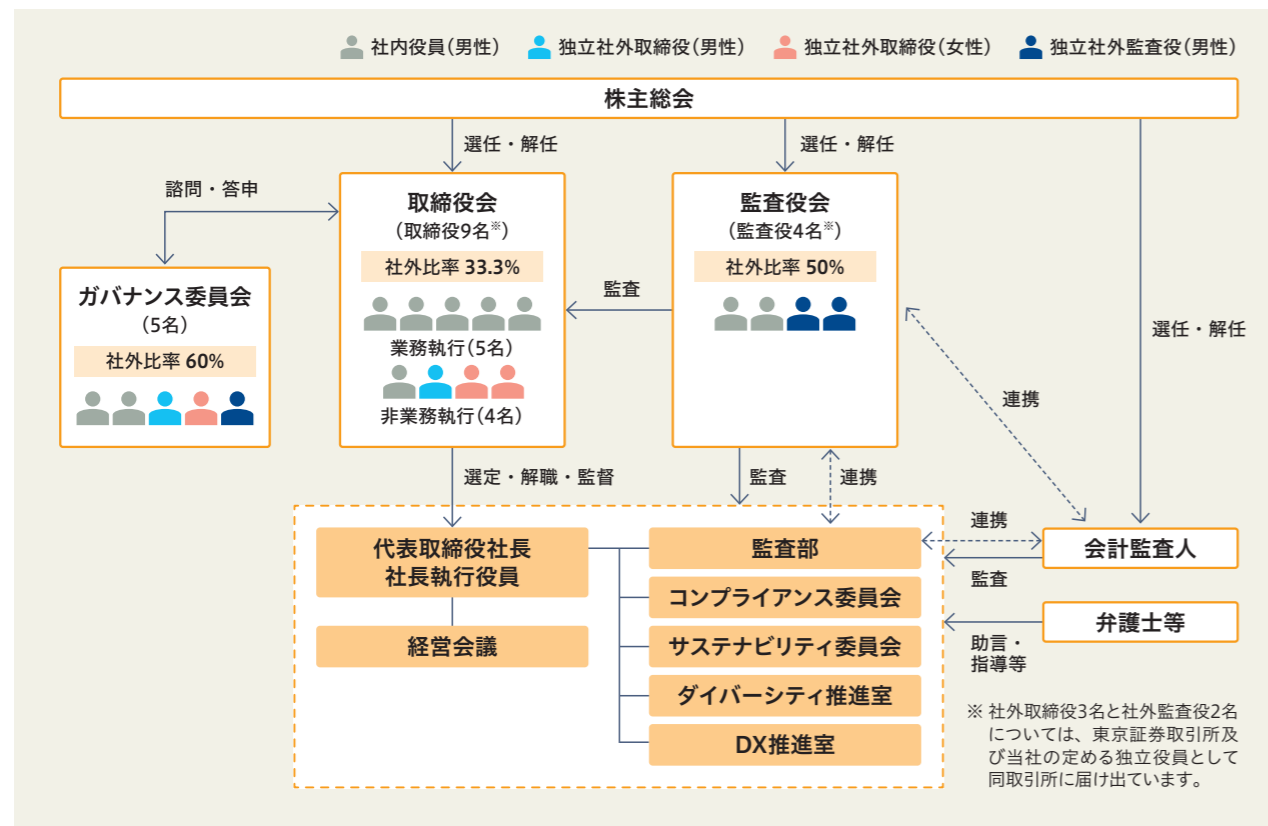 社内役員(男性)
独立社外取締役(男性)
独立社外取締役(女性)
独立社外監査役(男性)
株主総会
選任・解任
選任・解任
選任・解任
諮問・答申
取締役会
(取締役9名※)
社外比率 33.3%
業務執行(5名)
非業務執行(4名)
監査役会
(監査役4名※)
社外比率 50%
監査
ガバナンス委員会
(5名)
社外比率 60%
連携
選定・解職・監督
監査
連携
代表取締役社長
社長執行役員
経営会議
監査部
コンプライアンス委員会
サステナビリティ委員会
ダイバーシティ推進室
DX推進室
連携
監査
会計監査人
弁護士等
助言・
指導等
※ 社外取締役3名と社外監査役2名
については、東京証券取引所及
び当社の定める独立役員として
同取引所に届け出ています。